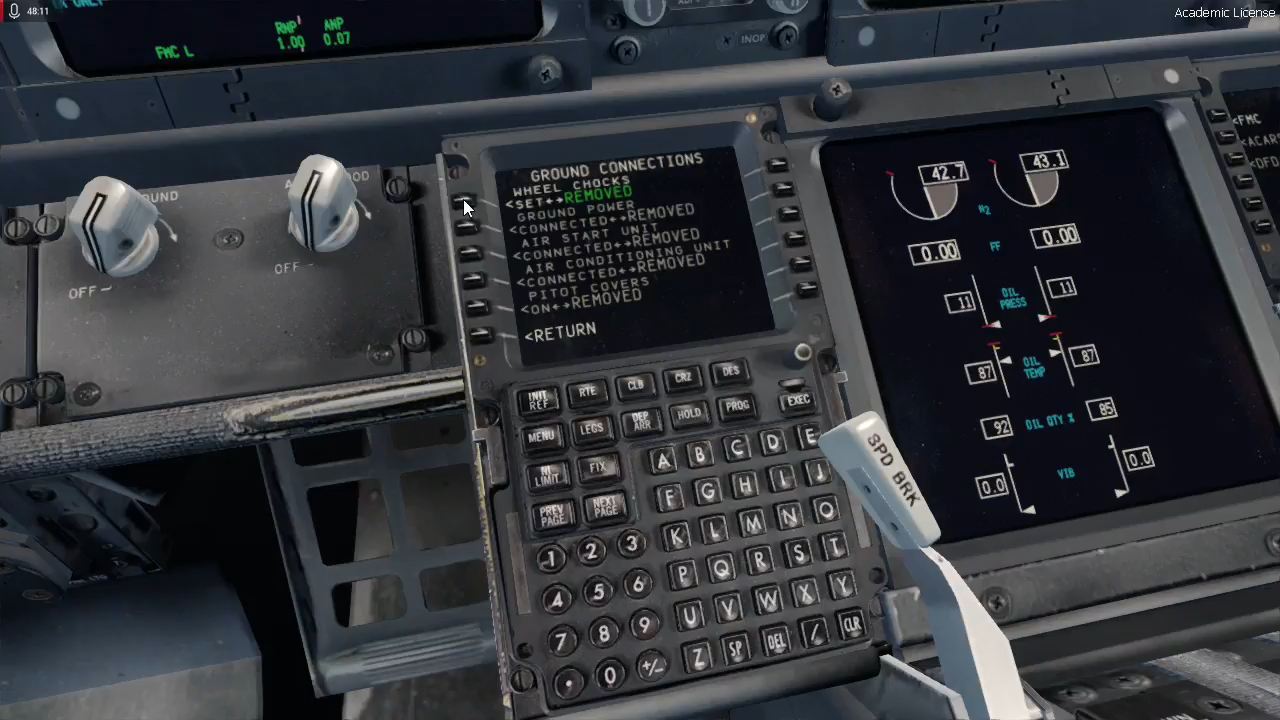 48:11
Academic License
RNP
ANP
1.00
0.07
FMC L
INOP
OFF
OFF
GROUND CONNECTIONS
WHEEL CHOCKS
<SET↔REMOVED
GROUND POWER
<CONNECTED↔REMOVED
AIR START UNIT
<CONNECTED↔REMOVED
AIR CONDITIONING UNIT
<CONNECTED↔REMOVED
PITOT COVERS
<ON↔REMOVED
<RETURN
INIT REF
RTE
CLB
CRZ
DES
MENU
LEGS
DEP ARR
HOLD
PROG
EXEC
N1 LIMIT
FIX
PREV PAGE
NEXT PAGE
A B C D E
F G H I J
K L M N O
P Q R S T
U V W X Y
Z SP DEL / CLR
1 2 3
4 5 6
7 8 9
. 0 +/-
SPD BRK
42.7
43.1
N2
0.00
FF
0.00
11
OIL PRESS
11
87
OIL TEMP
87
92
OIL QTY %
85
0.0
VIB
0.0
<FMC